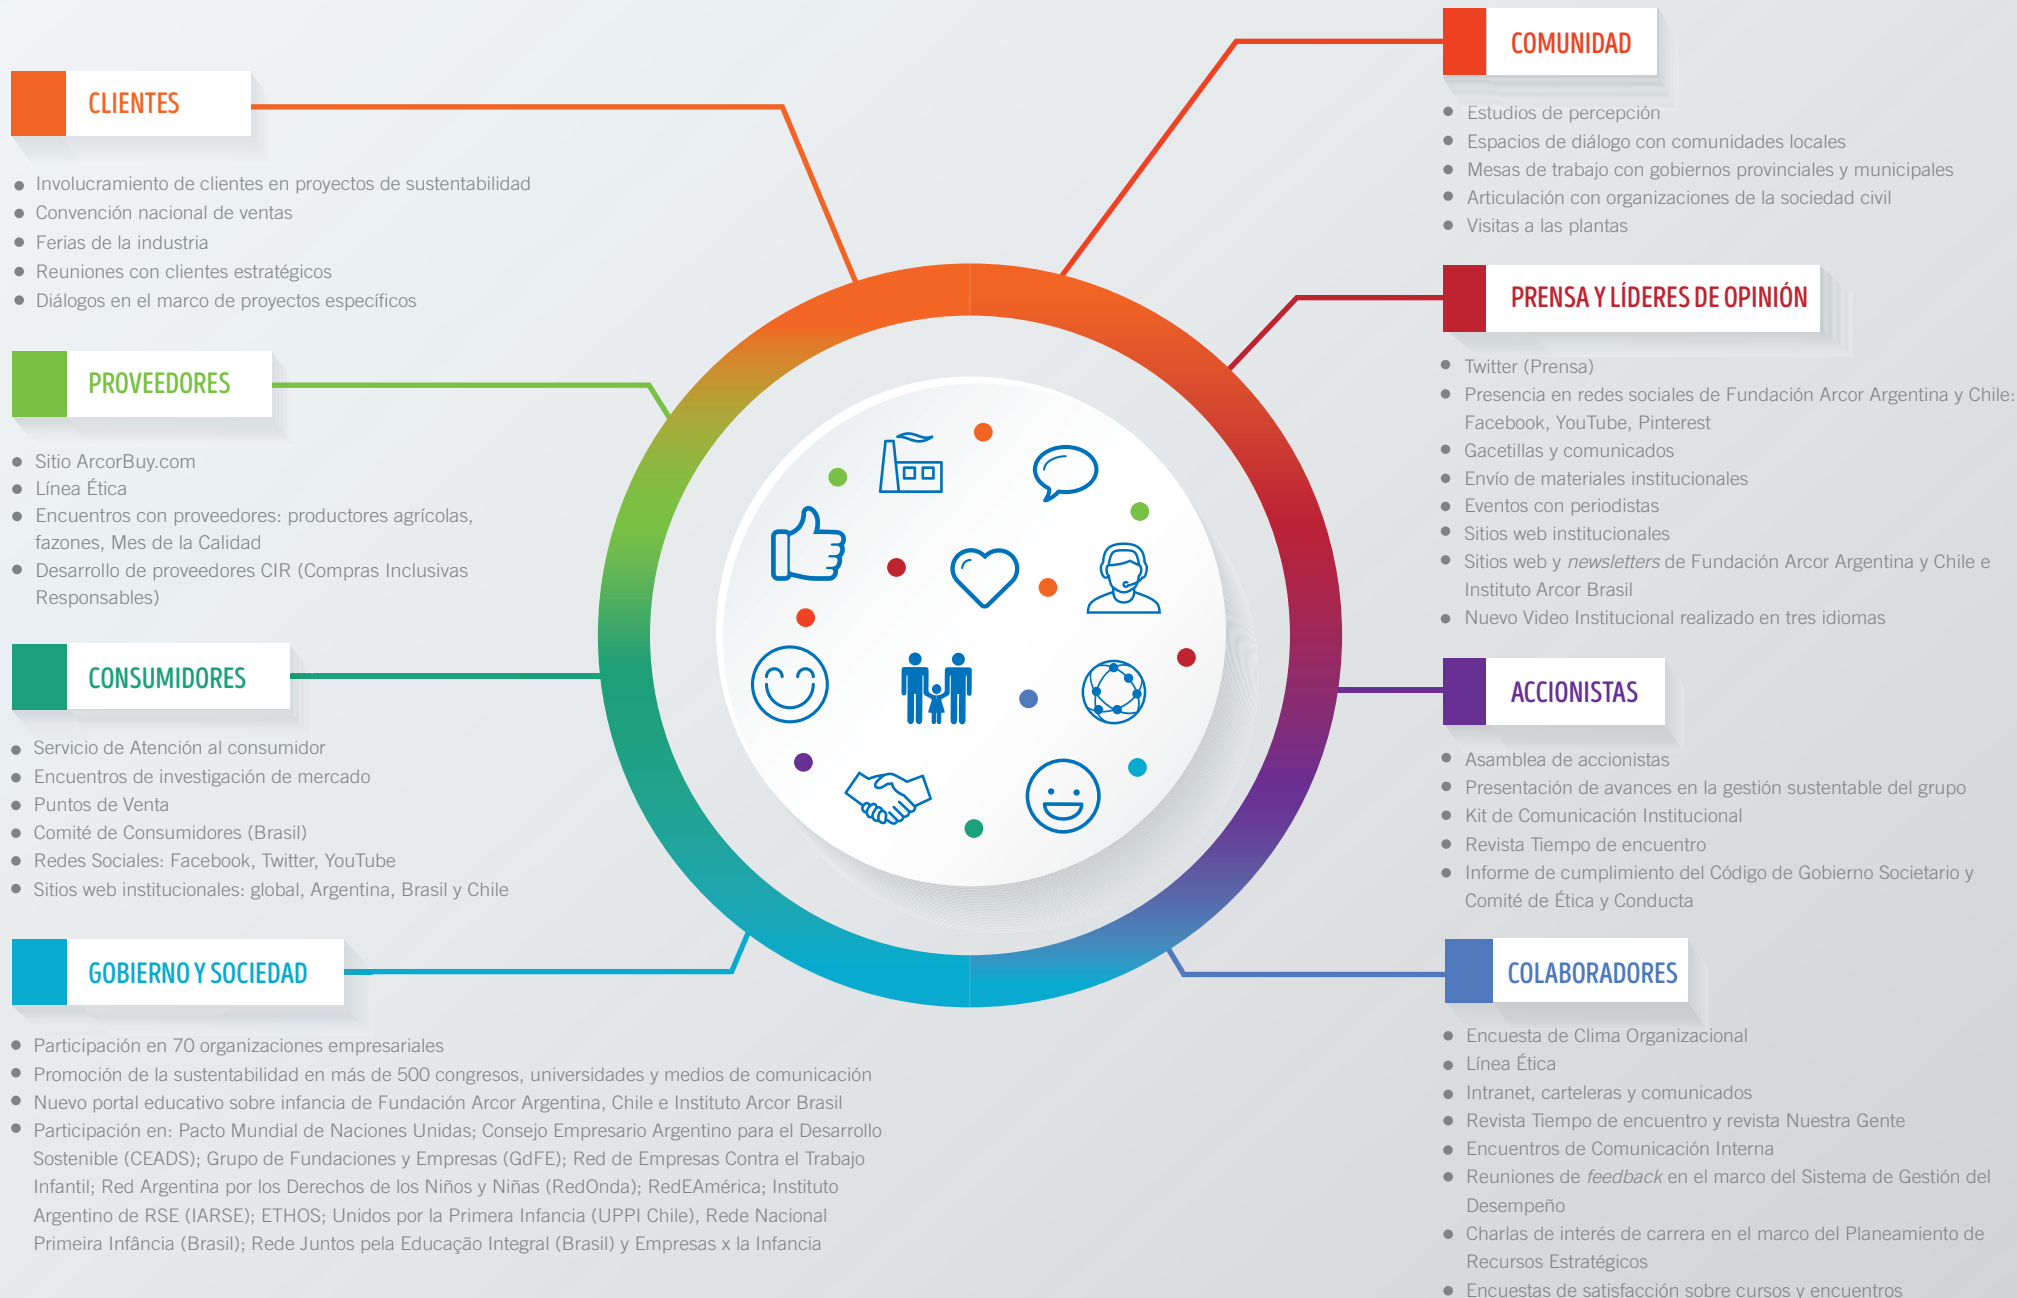 CLIENTES
Involucramiento de clientes en proyectos de sustentabilidad
Convención nacional de ventas
Ferias de la industria
Reuniones con clientes estratégicos
Diálogos en el marco de proyectos específicos
PROVEEDORES
Sitio ArcorBuy.com
Línea Ética
Encuentros con proveedores: productores agrícolas,
fazones, Mes de la Calidad
Desarrollo de proveedores CIR (Compras Inclusivas
Responsables)
CONSUMIDORES
Servicio de Atención al consumidor
Encuentros de investigación de mercado
Puntos de Venta
Comité de Consumidores (Brasil)
Redes Sociales: Facebook, Twitter, YouTube
Sitios web institucionales: global, Argentina, Brasil y Chile
GOBIERNO Y SOCIEDAD
Participación en 70 organizaciones empresariales
Promoción de la sustentabilidad en más de 500 congresos, universidades y medios de comunicación
Nuevo portal educativo sobre infancia de Fundación Arcor Argentina, Chile e Instituto Arcor Brasil
Participación en: Pacto Mundial de Naciones Unidas; Consejo Empresario Argentino para el Desarrollo
Sostenible (CEADS); Grupo de Fundaciones y Empresas (GdFE); Red de Empresas Contra el Trabajo
Infantil; Red Argentina por los Derechos de los Niños y Niñas (RedOnda); RedEAmérica; Instituto
Argentino de RSE (IARSE); ETHOS; Unidos por la Primera Infancia (UPPI Chile), Rede Nacional
Primeira Infância (Brasil); Rede Juntos pela Educação Integral (Brasil) y Empresas x la Infancia
COMUNIDAD
Estudios de percepción
Espacios de diálogo con comunidades locales
Mesas de trabajo con gobiernos provinciales y municipales
Articulación con organizaciones de la sociedad civil
Visitas a las plantas
PRENSA Y LÍDERES DE OPINIÓN
Twitter (Prensa)
Presencia en redes sociales de Fundación Arcor Argentina y Chile:
Facebook, YouTube, Pinterest
Gacetillas y comunicados
Envío de materiales institucionales
Eventos con periodistas
Sitios web institucionales
Sitios web y newsletters de Fundación Arcor Argentina y Chile e
Instituto Arcor Brasil
Nuevo Video Institucional realizado en tres idiomas
ACCIONISTAS
Asamblea de accionistas
Presentación de avances en la gestión sustentable del grupo
Kit de Comunicación Institucional
Revista Tiempo de encuentro
Informe de cumplimiento del Código de Gobierno Societario y
Comité de Ética y Conducta
COLABORADORES
Encuesta de Clima Organizacional
Línea Ética
Intranet, carteleras y comunicados
Revista Tiempo de encuentro y revista Nuestra Gente
Encuentros de Comunicación Interna
Reuniones de feedback en el marco del Sistema de Gestión del
Desempeño
Charlas de interés de carrera en el marco del Planeamiento de
Recursos Estratégicos
Encuestas de satisfacción sobre cursos y encuentros